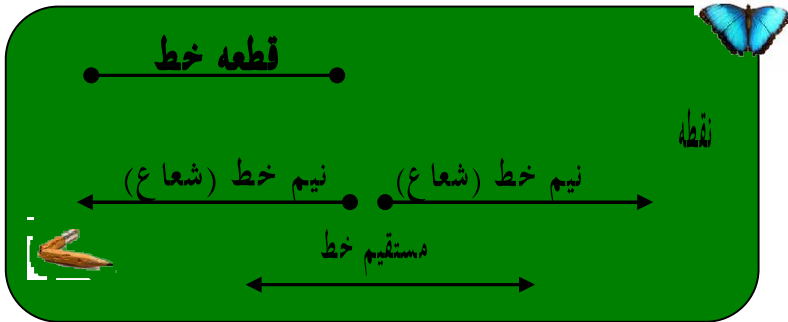 قطعه خط
نقطه
نیم خط (شعاع)
نیم خط (شعاع)
مستقیم خط